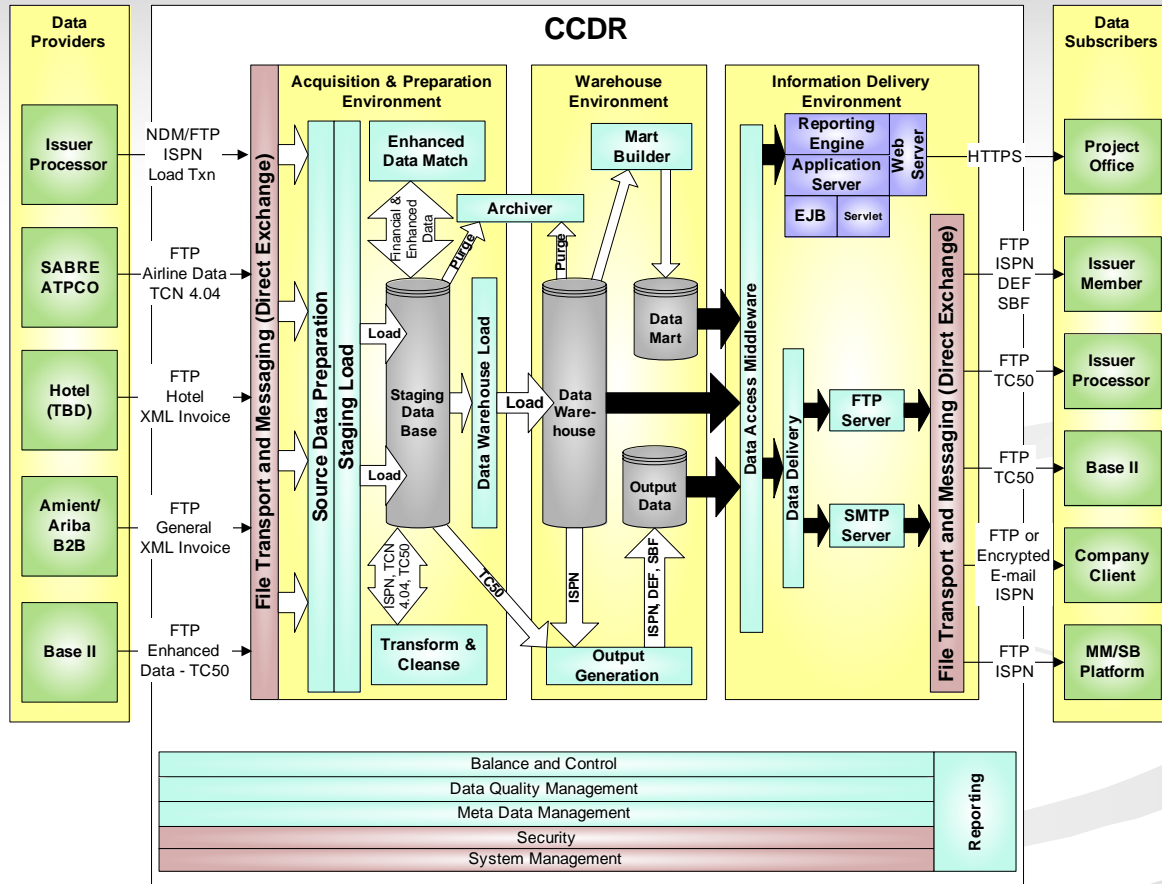 Data
Providers
Issuer
Processor
SABRE
ATPCO
Hotel
(TBD)
Amient/
Ariba
B2B
Base II
NDM/FTP
ISPN
Load Txn
FTP
Airline Data
TCN 4.04
FTP
Hotel
XML Invoice
FTP
General
XML Invoice
FTP
Enhanced
Data - TC50
CCDR
File Transport and Messaging (Direct Exchange)
Acquisition & Preparation
Environment
Source Data Preparation
Staging Load
Enhanced
Data Match
Financial &
Enhanced
Data
Purge
Archiver
Load
Load
Staging
Data
Base
Data Warehouse Load
ISPN, TCN
4.04, TC50
TC50
Transform &
Cleanse
Warehouse
Environment
Mart
Builder
Purge
Load
Data
Ware-
house
Data
Mart
Output
Data
ISPN
ISPN, DEF, SBF
Output
Generation
Information Delivery
Environment
Data Access Middleware
Reporting
Engine
Application
Server
Web
Server
EJB
Servlet
Data Delivery
FTP
Server
SMTP
Server
File Transport and Messaging (Direct Exchange)
HTTPS
FTP
ISPN
DEF
SBF
FTP
TC50
FTP
TC50
FTP or
Encrypted
E-mail
ISPN
FTP
ISPN
Data
Subscribers
Project
Office
Issuer
Member
Issuer
Processor
Base II
Company
Client
MM/SB
Platform
Balance and Control
Data Quality Management
Meta Data Management
Security
System Management
Reporting